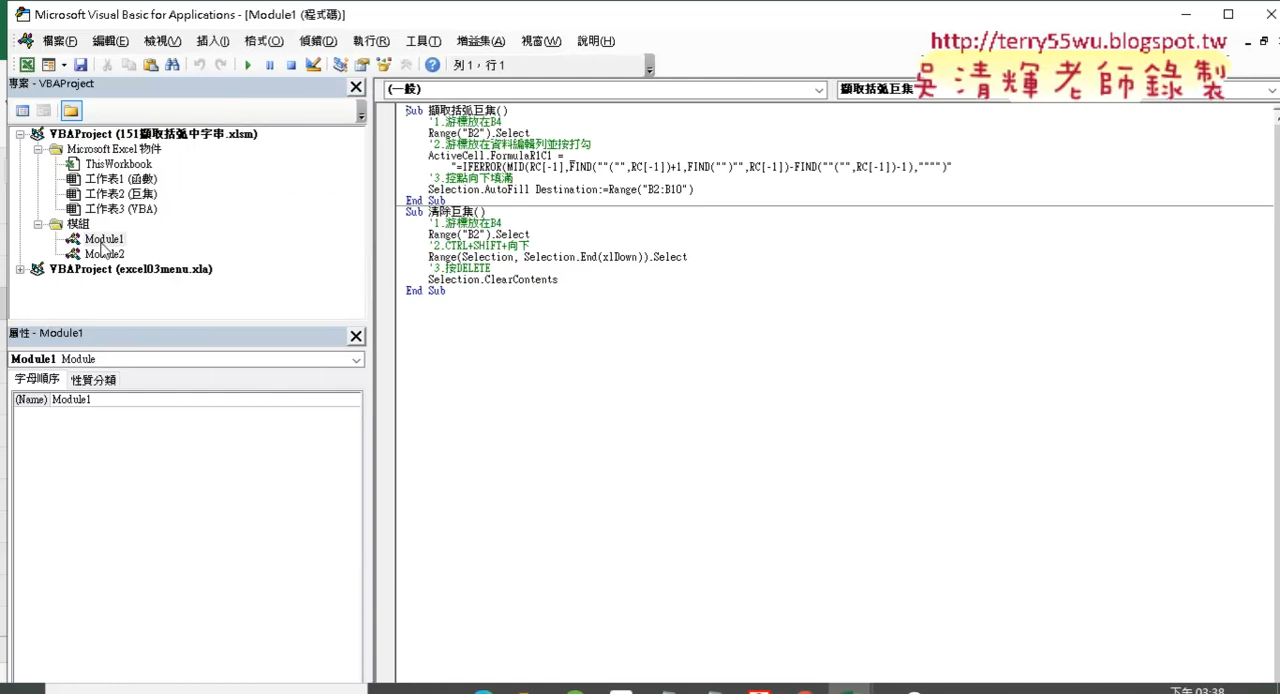 Microsoft Visual Basic for Applications - [Module1 (程式碼)]
http://terry55wu.blogspot.tw
吳清輝老師錄製
檔案(F) 編輯(E) 檢視(V) 插入(I) 格式(O) 偵錯(D) 執行(R) 工具(T) 增益集(A) 視窗(W) 說明(H)
列 1，行 1
專案 - VBAProject
(一般)
擷取括弧巨集
VBAProject (151擷取括弧中字串.xlsm)
Microsoft Excel 物件
ThisWorkbook
工作表1 (函數)
工作表2 (巨集)
工作表3 (VBA)
模組
Module1
Module2
VBAProject (excel03menu.xla)
屬性 - Module1
Module1 Module
字母順序 性質分類
(Name) Module1
Sub 擷取括弧巨集()
'1.游標放在B4
Range("B2").Select
'2.游標放在資料編輯列並按打勾
ActiveCell.FormulaR1C1 = _
"=IFERROR(MID(RC[-1],FIND(""("",RC[-1])+1,FIND("")"",RC[-1])-FIND(""("",RC[-1])-1),"""")"
'3.控點向下填滿
Selection.AutoFill Destination:=Range("B2:B10")
End Sub
Sub 清除巨集()
'1.游標放在B4
Range("B2").Select
'2.CTRL+SHIFT+向下
Range(Selection, Selection.End(xlDown)).Select
'3.按DELETE
Selection.ClearContents
End Sub
下午 03:38